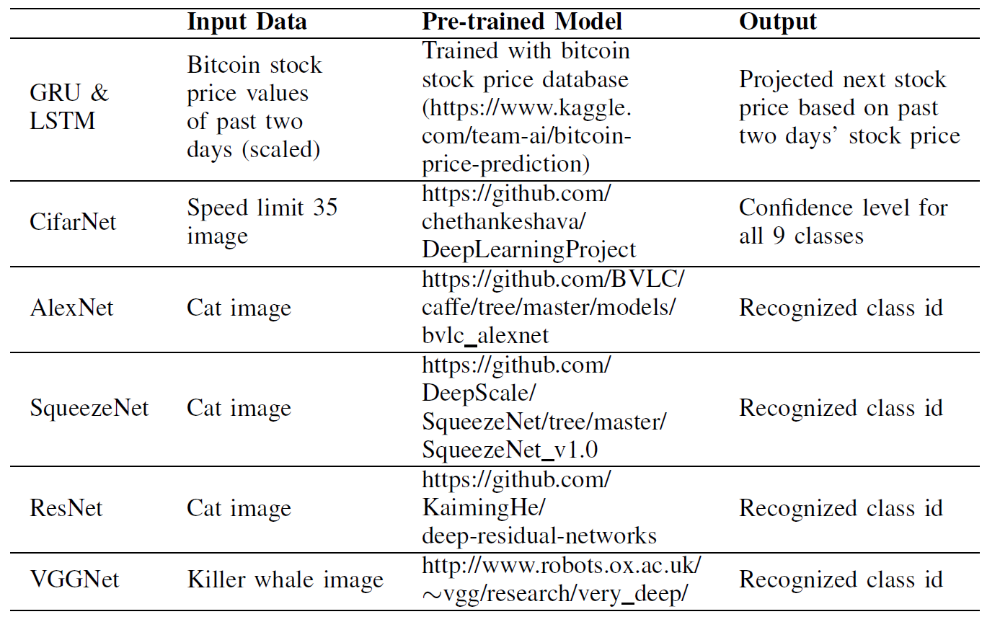 Input Data Pre-trained Model Output
GRU &
LSTM
Bitcoin stock
price values
of past two
days (scaled)
Trained with bitcoin
stock price database
(https://www.kaggle.
com/team-ai/bitcoin-
price-prediction)
Projected next stock
price based on past
two days’ stock price
CifarNet
Speed limit 35
image
https://github.com/
chethankeshava/
DeepLearningProject
Confidence level for
all 9 classes
AlexNet
Cat image
https://github.com/BVLC/
caffe/tree/master/models/
bvlc_alexnet
Recognized class id
SqueezeNet
Cat image
https://github.com/
DeepScale/
SqueezeNet/tree/master/
SqueezeNet_v1.0
Recognized class id
ResNet
Cat image
https://github.com/
KaimingHe/
deep-residual-networks
Recognized class id
VGGNet
Killer whale image
http://www.robots.ox.ac.uk/
∼vgg/research/very_deep/
Recognized class id